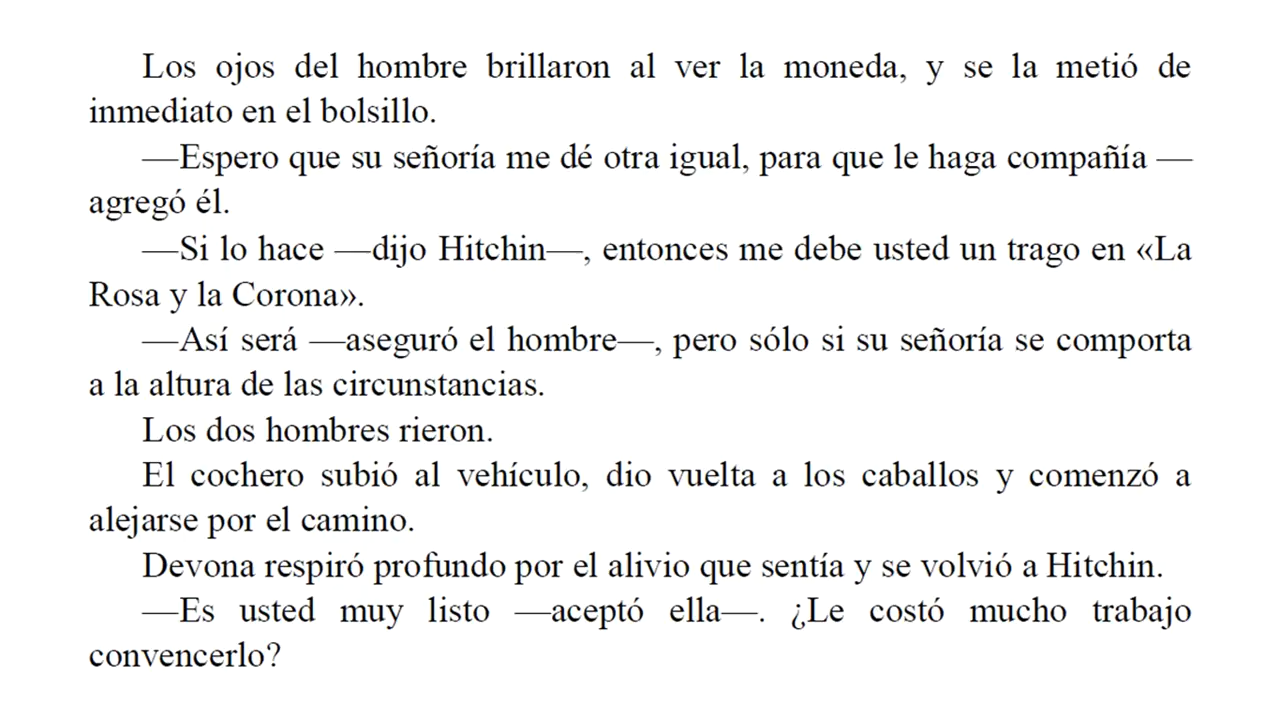 Los ojos del hombre brillaron al ver la moneda, y se la metió de
inmediato en el bolsillo.
—Espero que su señoría me dé otra igual, para que le haga compañía —
agregó él.
—Si lo hace —dijo Hitchin—, entonces me debe usted un trago en «La
Rosa y la Corona».
—Así será —aseguró el hombre—, pero sólo si su señoría se comporta
a la altura de las circunstancias.
Los dos hombres rieron.
El cochero subió al vehículo, dio vuelta a los caballos y comenzó a
alejarse por el camino.
Devona respiró profundo por el alivio que sentía y se volvió a Hitchin.
—Es usted muy listo —aceptó ella—. ¿Le costó mucho trabajo
convencerlo?